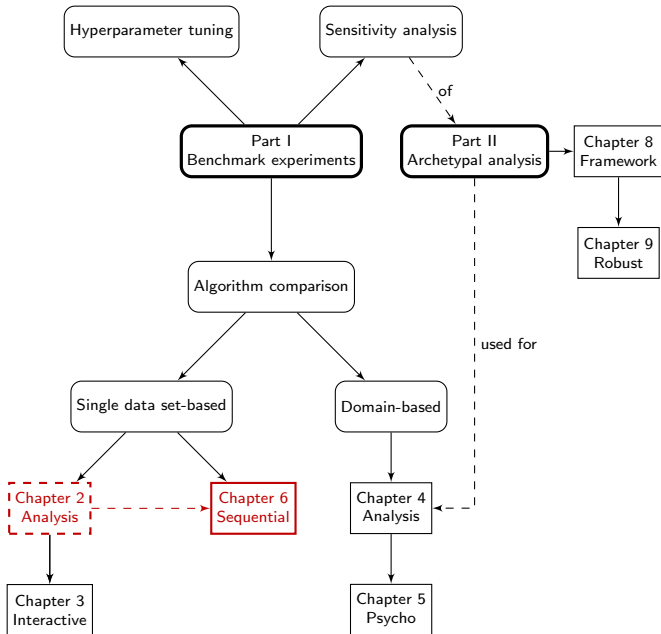 Hyperparameter tuning
Sensitivity analysis
of
Part I
Benchmark experiments
Part II
Archetypal analysis
Chapter 8
Framework
Chapter 9
Robust
Algorithm comparison
used for
Single data set-based
Domain-based
Chapter 2
Analysis
Chapter 6
Sequential
Chapter 4
Analysis
Chapter 3
Interactive
Chapter 5
Psycho